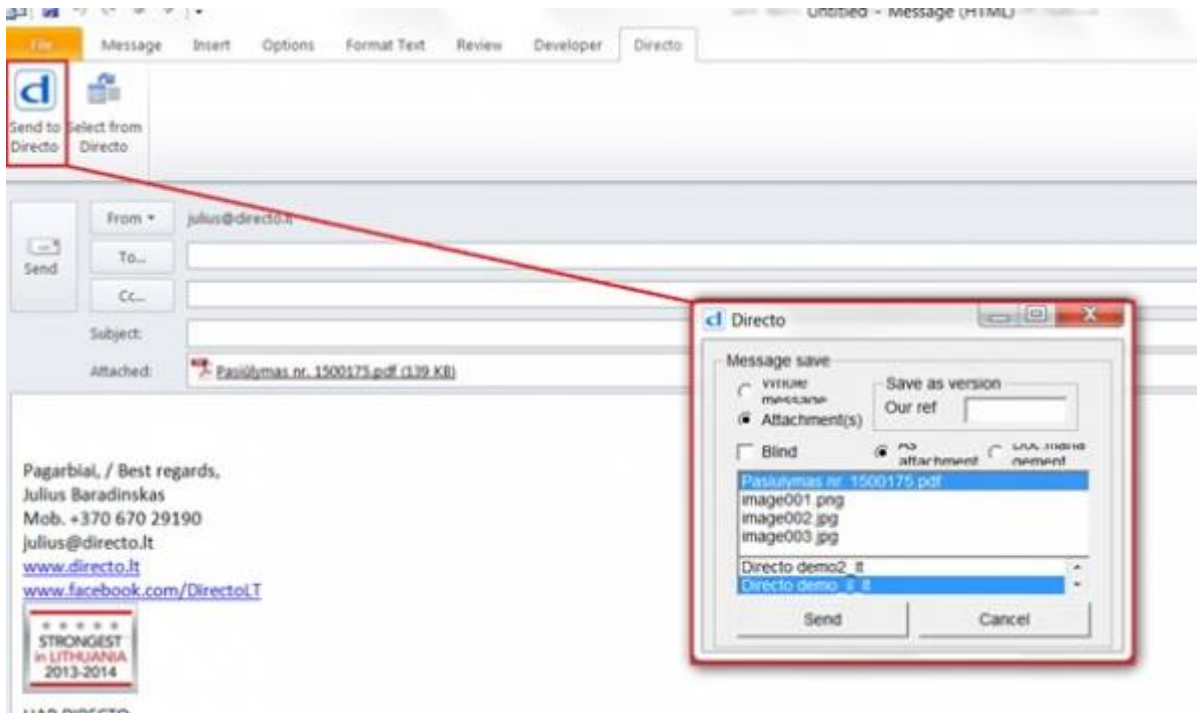 Untitled - Message (HTML)
File Message Insert Options Format Text Review Developer Directo
Send to Directo
Select from Directo
Send
From julius@directo.lt
To...
Cc...
Subject:
Attached: Pasiūlymas nr. 1500175.pdf (139 KB)
Pagarbiai, / Best regards,
Julius Baradinskas
Mob. +370 670 29190
julius@directo.lt
www.directo.lt
www.facebook.com/DirectoLT
STRONGEST
in LITHUANIA
2013-2014
UAB DIRECTO
d Directo
Message save
Whole message
Attachment(s)
Save as version
Our ref
Blind
As attachment
Pasiulymas nr. 1500175.pdf
image001.png
image002.jpg
image003.jpg
Directo demo2_lt
Send Cancel